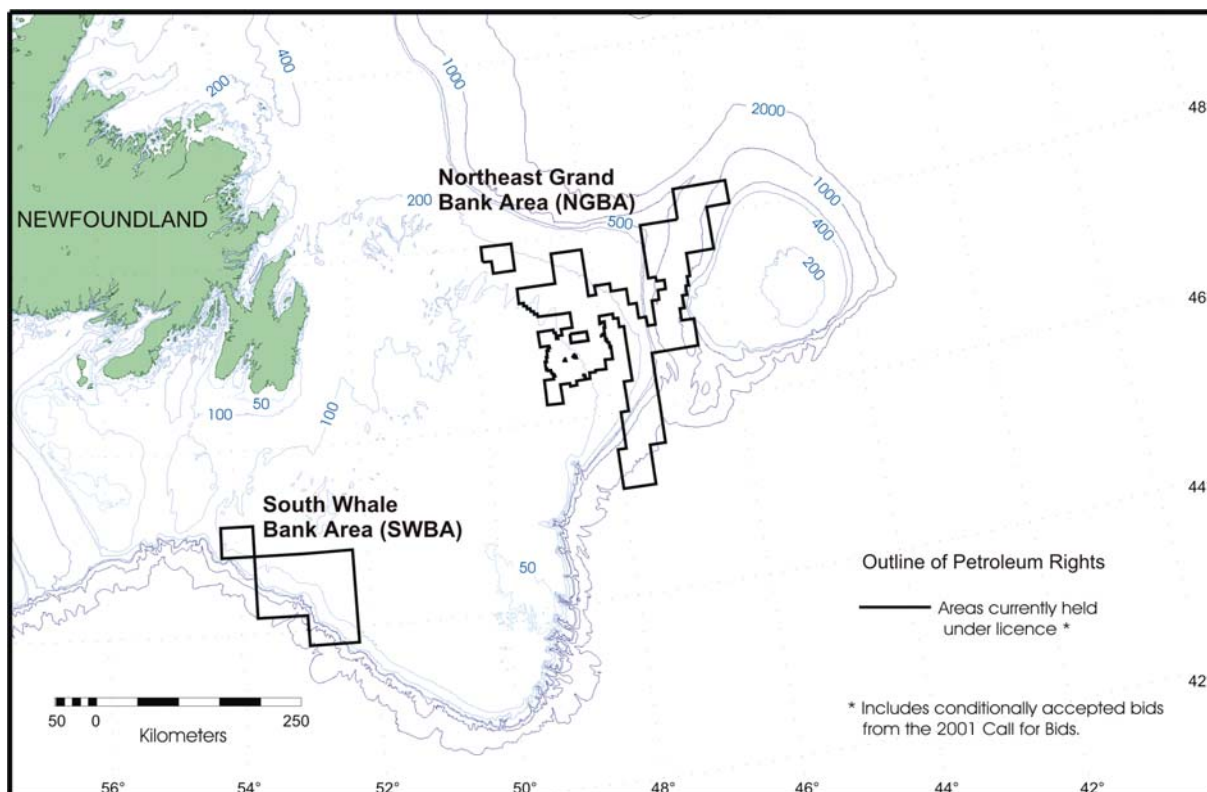 400
200
1000
2000
48°
Northeast Grand
Bank Area (NGBA)
200
500
1000
400
200
NEWFOUNDLAND
46°
100
50
100
South Whale
Bank Area (SWBA)
44°
50
Outline of Petroleum Rights
Areas currently held
under licence *
42°
* Includes conditionally accepted bids
from the 2001 Call for Bids.
50 0 250
Kilometers
56° 54° 52° 50° 48° 46° 44° 42°